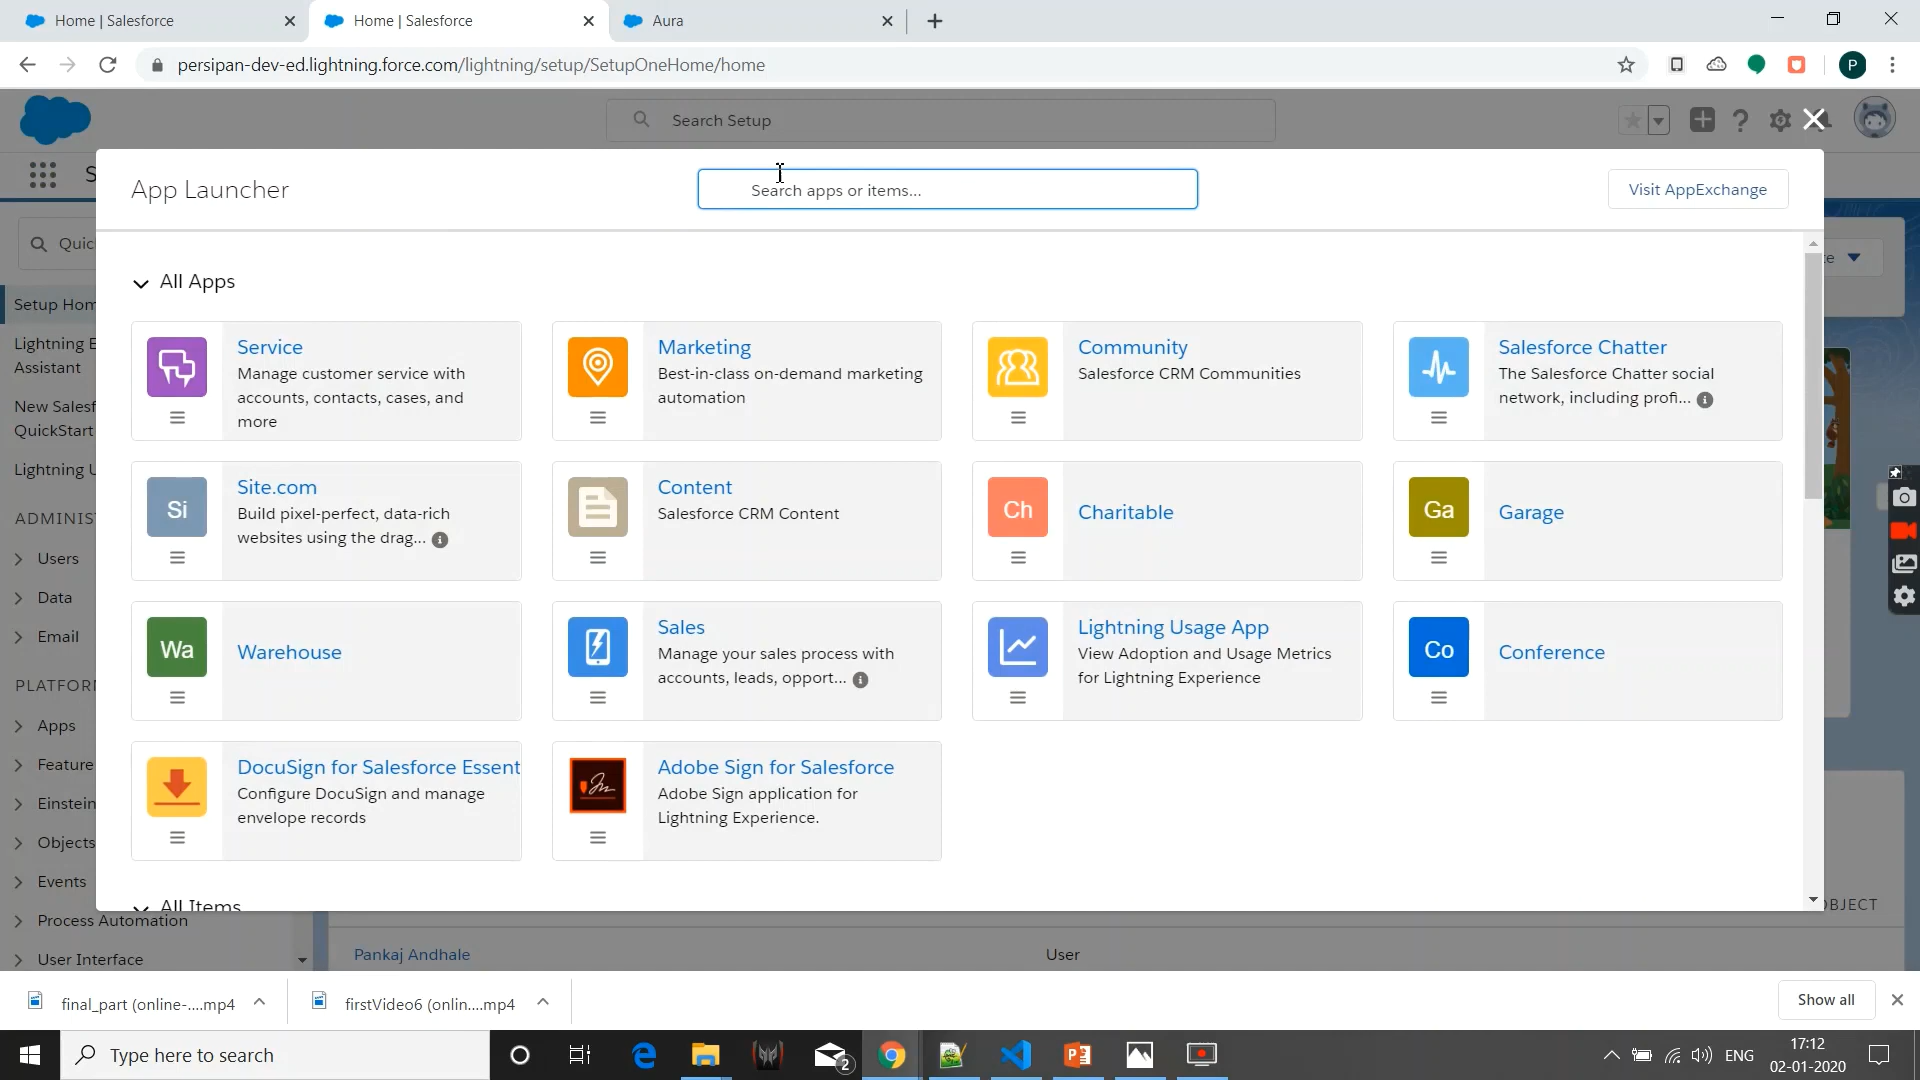 Home | Salesforce
Home | Salesforce
Aura
persipan-dev-ed.lightning.force.com/lightning/setup/SetupOneHome/home
P
Search Setup
App Launcher
Search apps or items...
Visit AppExchange
Quic
Setup Hom
Lightning E
Assistant
New Salesf
QuickStart
Lightning U
ADMINIS
Users
Data
Email
PLATFOR
Apps
Feature
Einstein
Objects
Events
Process Automation
User Interface
All Apps
Service
Manage customer service with
accounts, contacts, cases, and
more
Marketing
Best-in-class on-demand marketing
automation
Community
Salesforce CRM Communities
Salesforce Chatter
The Salesforce Chatter social
network, including profi...
Si
Site.com
Build pixel-perfect, data-rich
websites using the drag...
Content
Salesforce CRM Content
Ch
Charitable
Ga
Garage
Wa
Warehouse
Sales
Manage your sales process with
accounts, leads, opport...
Lightning Usage App
View Adoption and Usage Metrics
for Lightning Experience
Co
Conference
DocuSign for Salesforce Essent
Configure DocuSign and manage
envelope records
Adobe Sign for Salesforce
Adobe Sign application for
Lightning Experience.
All Items
OBJECT
Pankaj Andhale
User
final_part (online-....mp4
firstVideo6 (onlin....mp4
Show all
Type here to search
2
ENG
17:12
02-01-2020